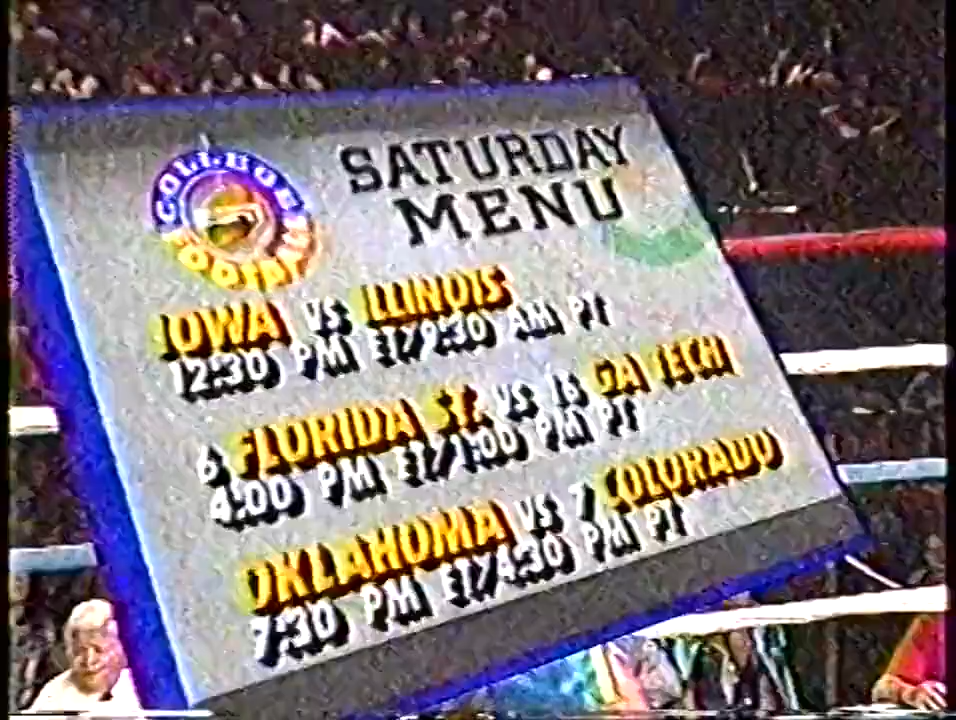 COLLEGE
FOOTBALL
SATURDAY
MENU
IOWA VS ILLINOIS
12:30 PM ET/9:30 AM PT
6 FLORIDA ST. VS 16 GA TECH
4:00 PM ET/1:00 PM PT
OKLAHOMA VS 7 COLORADO
7:30 PM ET/4:30 PM PT